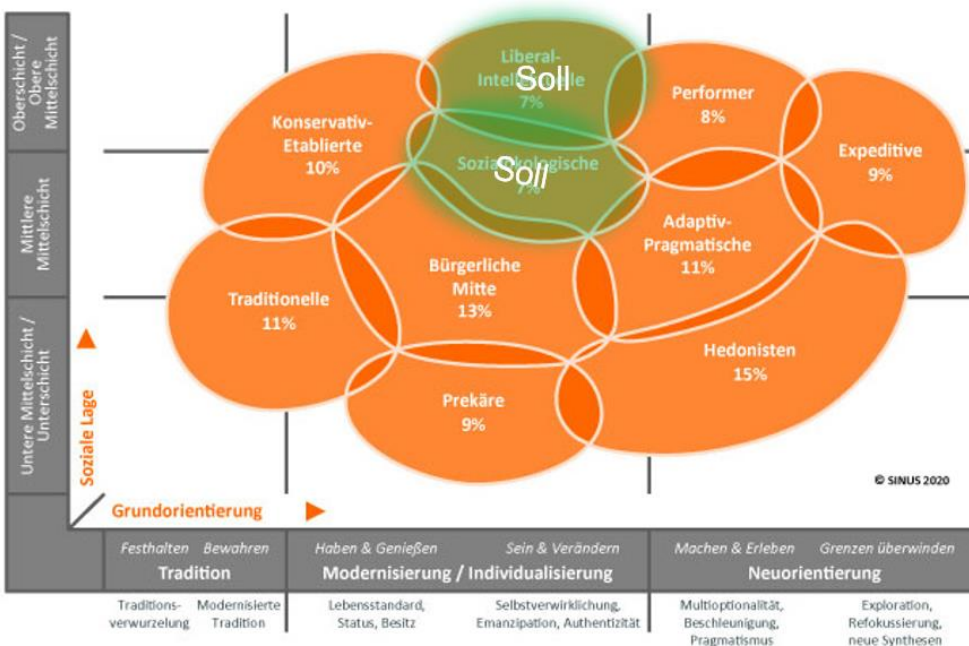 Oberschicht /
Obere
Mittelschicht
Mittlere
Mittelschicht
Untere Mittelschicht /
Unterschicht
Soziale Lage
Liberal-
Intellektuelle
7%
Soll
Sozialökologische
7%
Soll
Konservativ-
Etablierte
10%
Performer
8%
Expeditive
9%
Adaptiv-
Pragmatische
11%
Bürgerliche
Mitte
13%
Traditionelle
11%
Hedonisten
15%
Prekäre
9%
© SINUS 2020
Grundorientierung
Festhalten Bewahren
Tradition
Haben & Genießen Sein & Verändern
Modernisierung / Individualisierung
Machen & Erleben Grenzen überwinden
Neuorientierung
Traditions-
verwurzelung
Modernisierte
Tradition
Lebensstandard,
Status, Besitz
Selbstverwirklichung,
Emanzipation, Authentizität
Multioptionalität,
Beschleunigung,
Pragmatismus
Exploration,
Refokussierung,
neue Synthesen